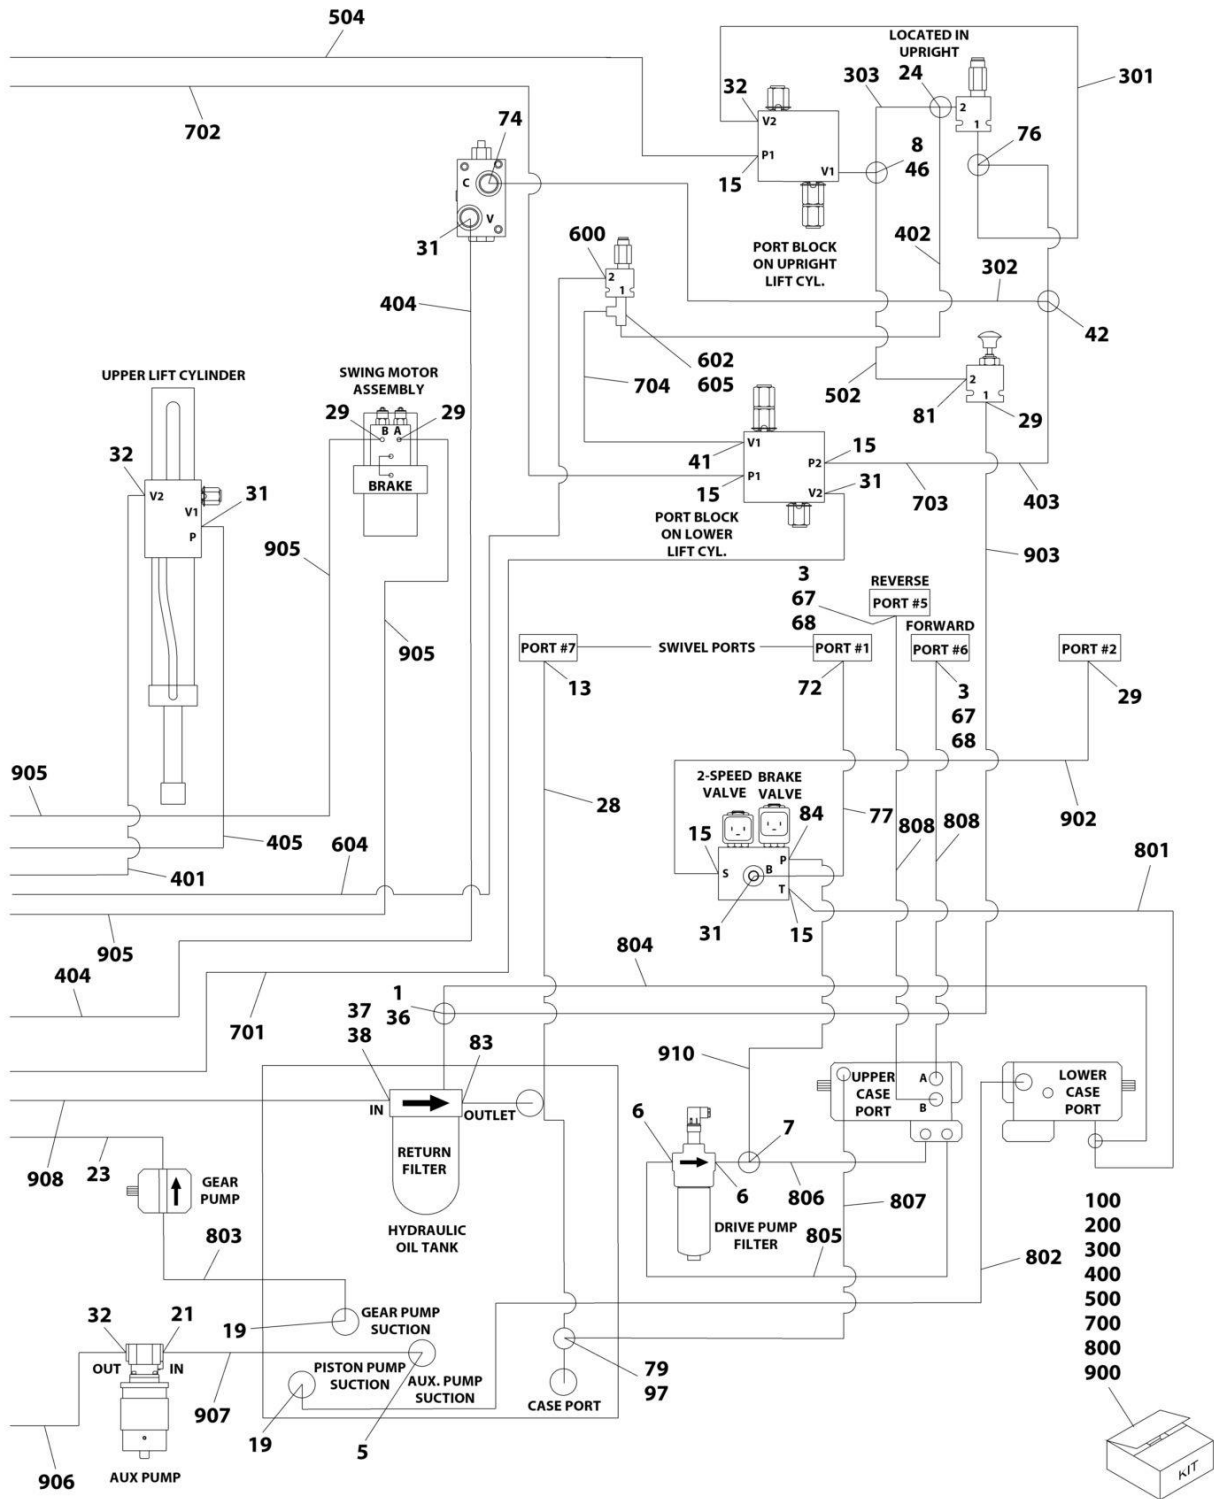 504
LOCATED IN
UPRIGHT
24
303
301
32
V2
2
1
702
74
76
P1
V1
8
46
15
C
V
31
600
2
1
PORT BLOCK
ON UPRIGHT
LIFT CYL.
402
302
404
42
602
605
UPPER LIFT CYLINDER
SWING MOTOR
ASSEMBLY
704
502
2
1
81
29
29
29
B A
32
V2
31
V1
P
BRAKE
V1
41
P1
15
P2
15
V2
31
703
403
PORT BLOCK
ON LOWER
LIFT CYL.
905
903
3
67
68
REVERSE
PORT #5
FORWARD
905
PORT #7
SWIVEL PORTS
PORT #1
PORT #6
PORT #2
13
72
3
67
68
29
905
2-SPEED
VALVE
BRAKE
VALVE
28
77
902
84
808
808
405
604
15
P
S
B
T
801
401
31
15
905
804
404
1
36
37
38
701
83
910
IN
OUTLET
UPPER
CASE
PORT
A
B
LOWER
CASE
PORT
6
7
908
23
RETURN
FILTER
GEAR
PUMP
6
806
807
100
200
300
400
500
700
800
900
HYDRAULIC
OIL TANK
DRIVE PUMP
FILTER
803
805
802
32
21
19
GEAR PUMP
SUCTION
OUT
IN
PISTON PUMP
SUCTION
AUX. PUMP
SUCTION
79
97
907
CASE PORT
19
5
906
AUX PUMP
KIT